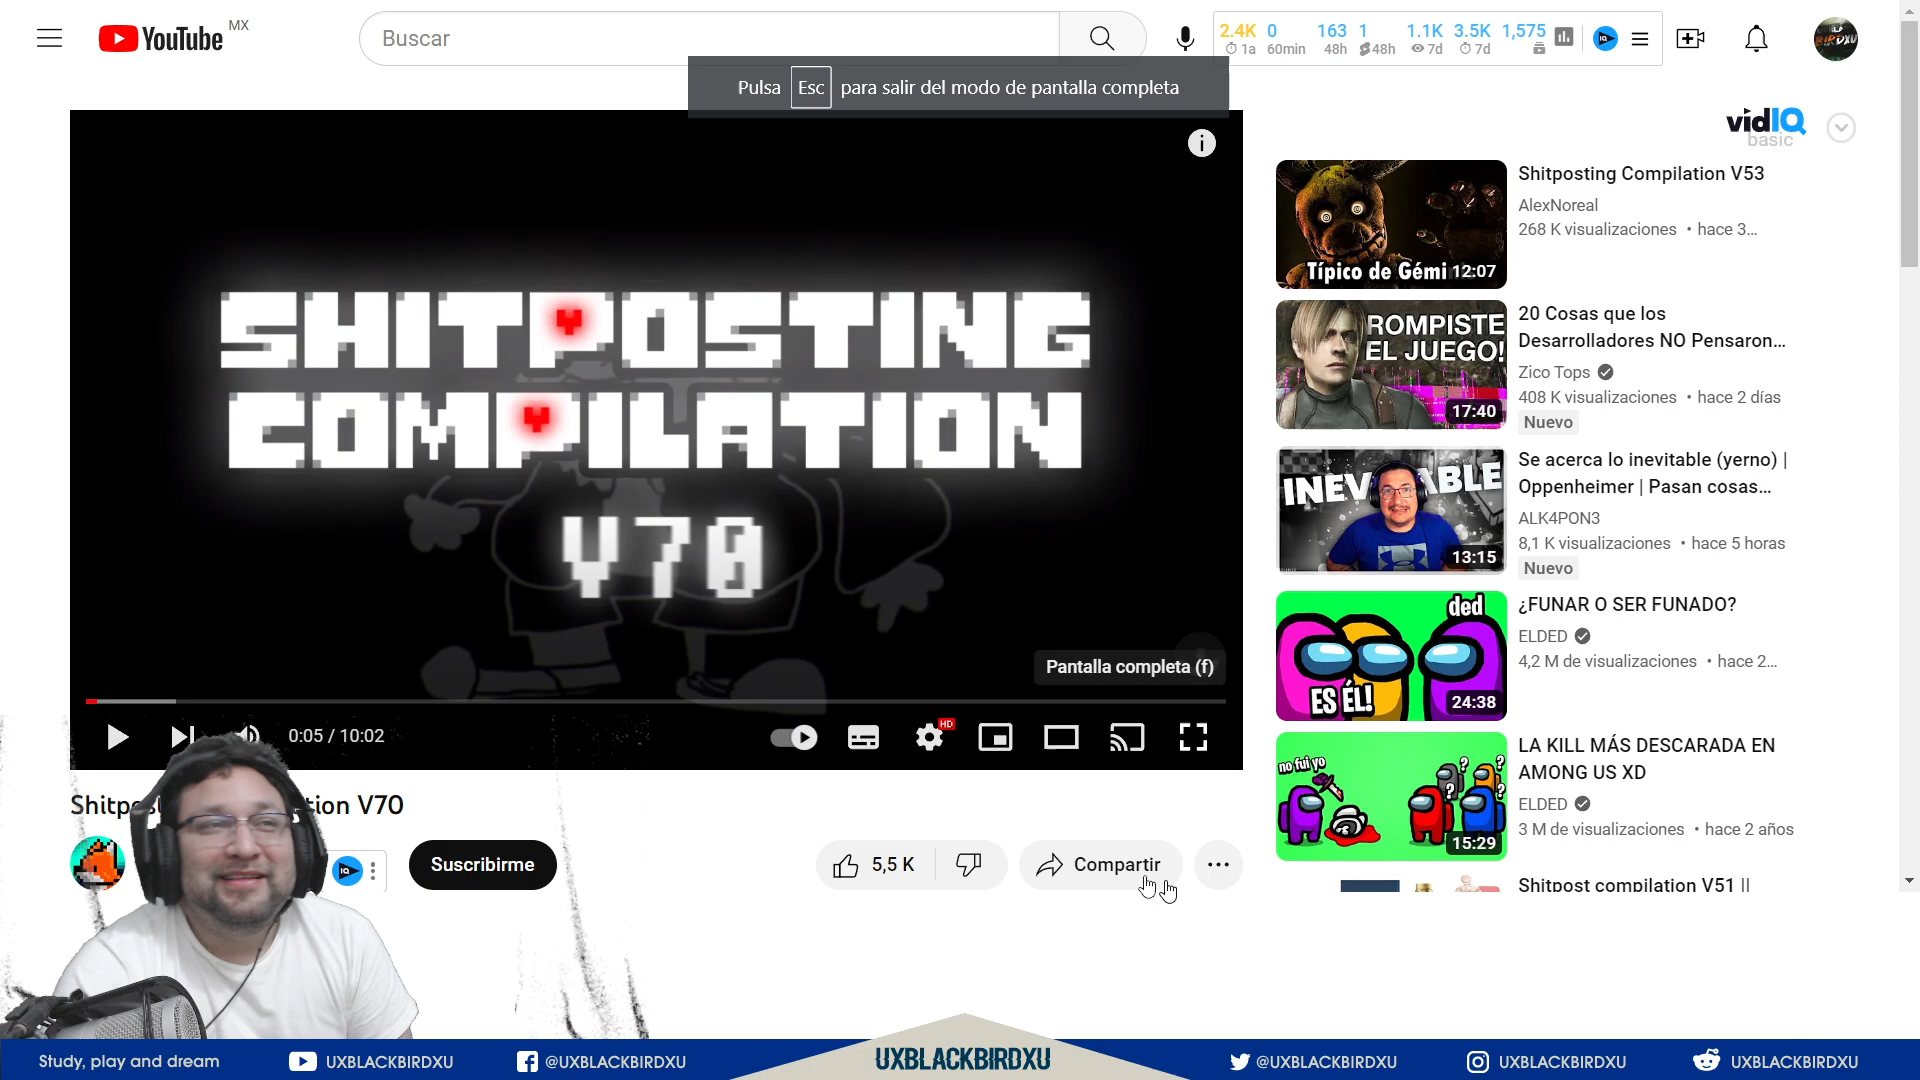 YouTube MX
Buscar
2.4K 0 163 1 1.1K 3.5K 1,575
1a 60min 48h 48h 7d 7d
Pulsa Esc para salir del modo de pantalla completa
vidIQ
basic
SHITPOSTING
COMPILATION
V70
Pantalla completa (f)
HD
0:05 / 10:02
tion V70
Suscribirme
5,5 K
Compartir
Típico de Gémi 12:07
Shitposting Compilation V53
AlexNoreal
268 K visualizaciones • hace 3...
ROMPISTE
EL JUEGO!
17:40
20 Cosas que los
Desarrolladores NO Pensaron...
Zico Tops
408 K visualizaciones • hace 2 días
Nuevo
13:15
Se acerca lo inevitable (yerno) |
Oppenheimer | Pasan cosas...
ALK4PON3
8,1 K visualizaciones • hace 5 horas
Nuevo
ded
ES ÉL!
24:38
¿FUNAR O SER FUNADO?
ELDED
4,2 M de visualizaciones • hace 2...
no fui yo
? ? ? ?
15:29
LA KILL MÁS DESCARADA EN
AMONG US XD
ELDED
3 M de visualizaciones • hace 2 años
Shitpost compilation V51 ||
Study, play and dream
UXBLACKBIRDXU
@UXBLACKBIRDXU
UXBLACKBIRDXU
@UXBLACKBIRDXU
UXBLACKBIRDXU
UXBLACKBIRDXU